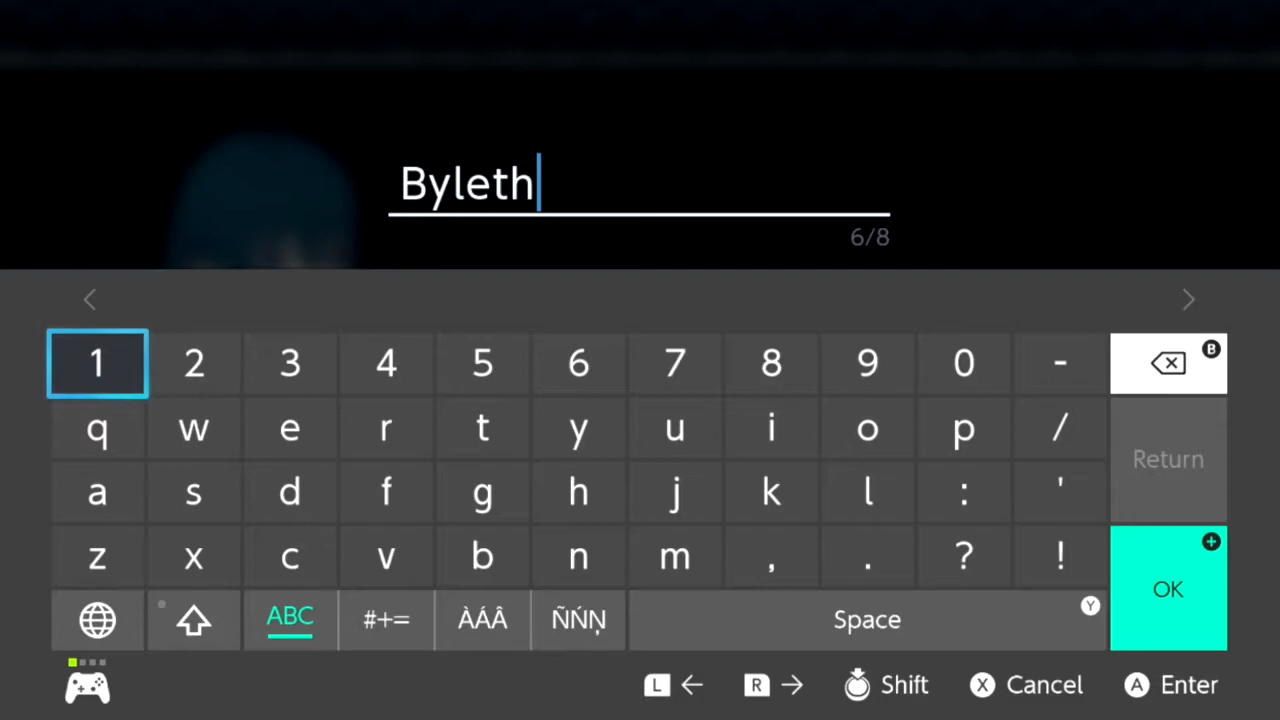 Byleth
6/8
1 2 3 4 5 6 7 8 9 0 - B
q w e r t y u i o p /
Return
a s d f g h j k l : '
z x c v b n m , . ? !
OK
ABC #+= ÀÁÂ ÑŃŅ Space Y
L ← R → Shift X Cancel A Enter